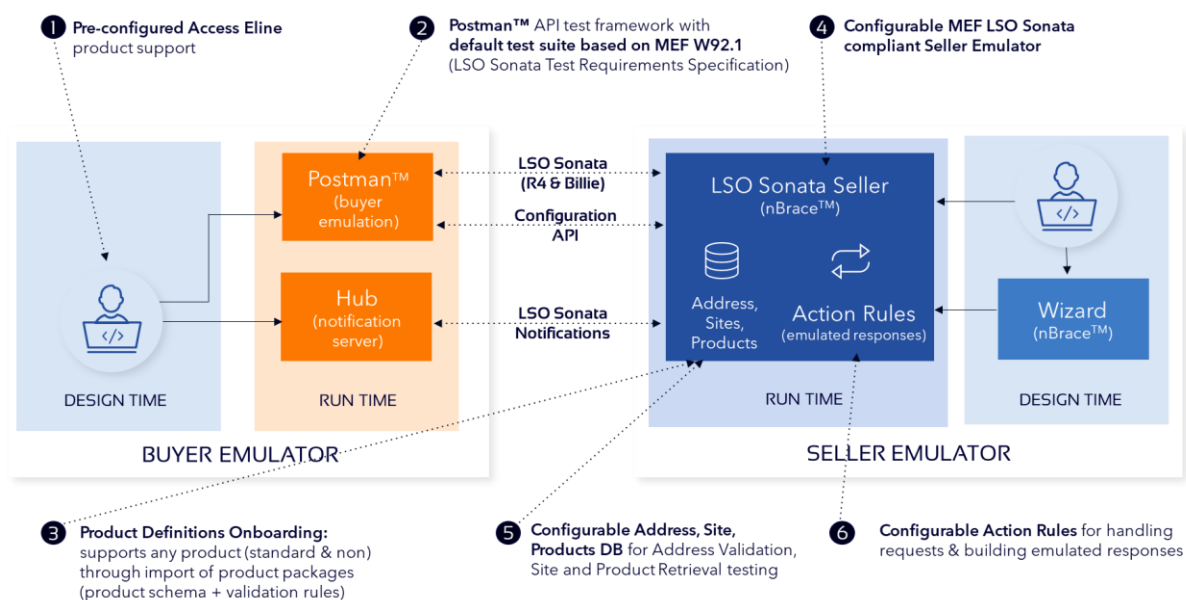 1 Pre-configured Access Eline
product support
2 Postman™ API test framework with
default test suite based on MEF W92.1
(LSO Sonata Test Requirements Specification)
4 Configurable MEF LSO Sonata
compliant Seller Emulator
Postman™
(buyer
emulation)
Hub
(notification
server)
DESIGN TIME
RUN TIME
BUYER EMULATOR
LSO Sonata
(R4 & Billie)
Configuration
API
LSO Sonata
Notifications
LSO Sonata Seller
(nBrace™)
Address,
Sites,
Products
Action Rules
(emulated responses)
Wizard
(nBrace™)
RUN TIME
DESIGN TIME
SELLER EMULATOR
3 Product Definitions Onboarding:
supports any product (standard & non)
through import of product packages
(product schema + validation rules)
5 Configurable Address, Site,
Products DB for Address Validation,
Site and Product Retrieval testing
6 Configurable Action Rules for handling
requests & building emulated responses